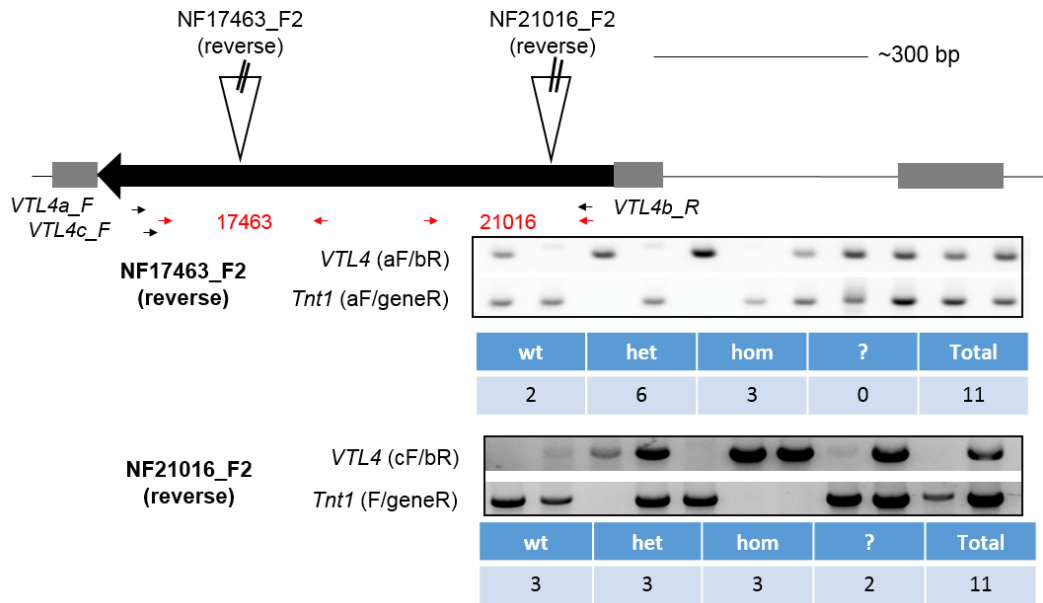 NF17463_F2
(reverse)
NF21016_F2
(reverse)
~300 bp
VTL4a_F
VTL4c_F
17463
21016
VTL4b_R
NF17463_F2
(reverse)
VTL4 (aF/bR)
Tnt1 (aF/geneR)
wt het hom ? Total
2 6 3 0 11
NF21016_F2
(reverse)
VTL4 (cF/bR)
Tnt1 (F/geneR)
wt het hom ? Total
3 3 3 2 11